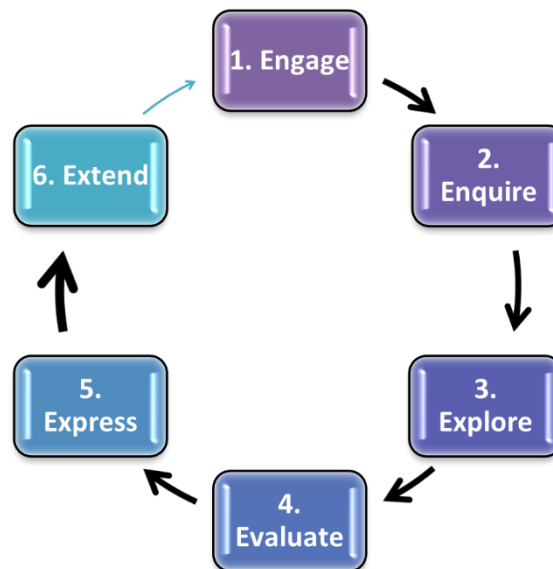 1. Engage
2.
Enquire
3.
Explore
4.
Evaluate
5.
Express
6. Extend